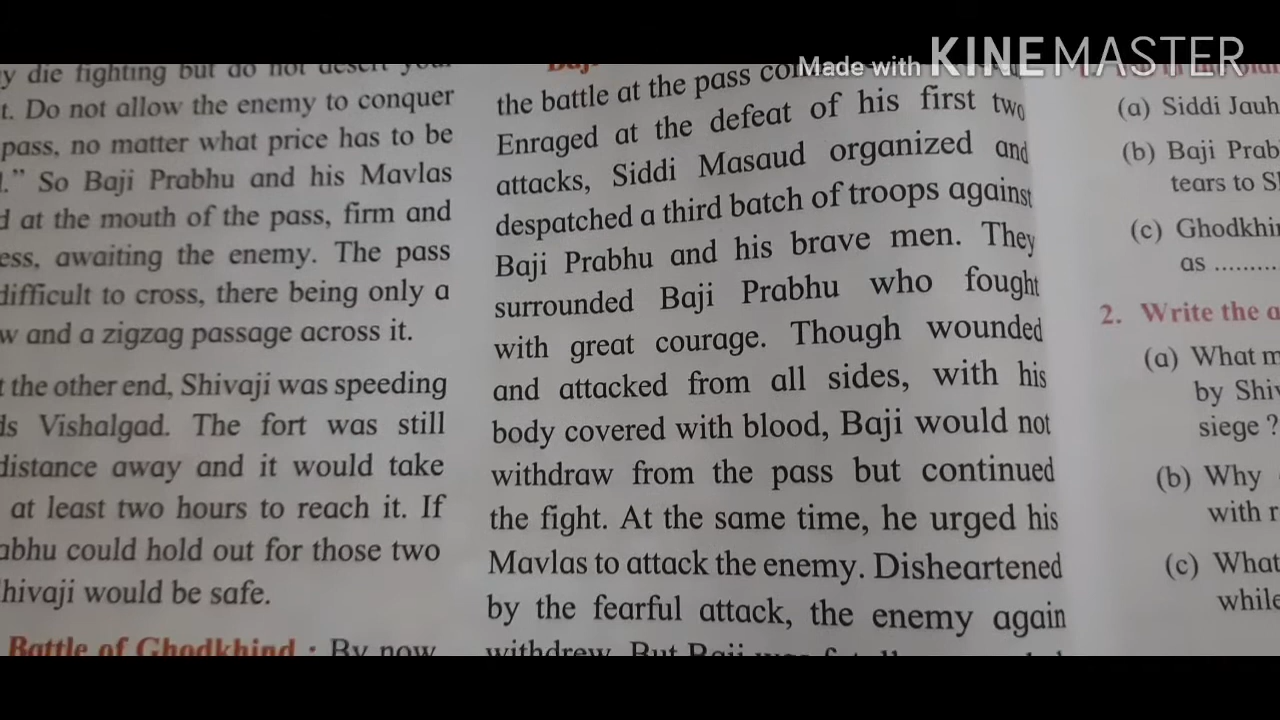 Made with KINEMASTER
die fighting but do not desert
t. Do not allow the enemy to conquer
pass, no matter what price has to be
." So Baji Prabhu and his Mavlas
d at the mouth of the pass, firm and
ess, awaiting the enemy. The pass
difficult to cross, there being only a
w and a zigzag passage across it.
t the other end, Shivaji was speeding
ds Vishalgad. The fort was still
distance away and it would take
at least two hours to reach it. If
abhu could hold out for those two
hivaji would be safe.
Battle of Ghodkhind : By now
the battle at the pass
Enraged at the defeat of his first two
attacks, Siddi Masaud organized and
despatched a third batch of troops against
Baji Prabhu and his brave men. They
surrounded Baji Prabhu who fought
with great courage. Though wounded
and attacked from all sides, with his
body covered with blood, Baji would not
withdraw from the pass but continued
the fight. At the same time, he urged his
Mavlas to attack the enemy. Disheartened
by the fearful attack, the enemy again
withdrew. But Baji
(a) Siddi Jauh
(b) Baji Prab
tears to S
(c) Ghodkhin
as .........
2. Write the a
(a) What m
by Shiv
siege ?
(b) Why
with r
(c) What
while